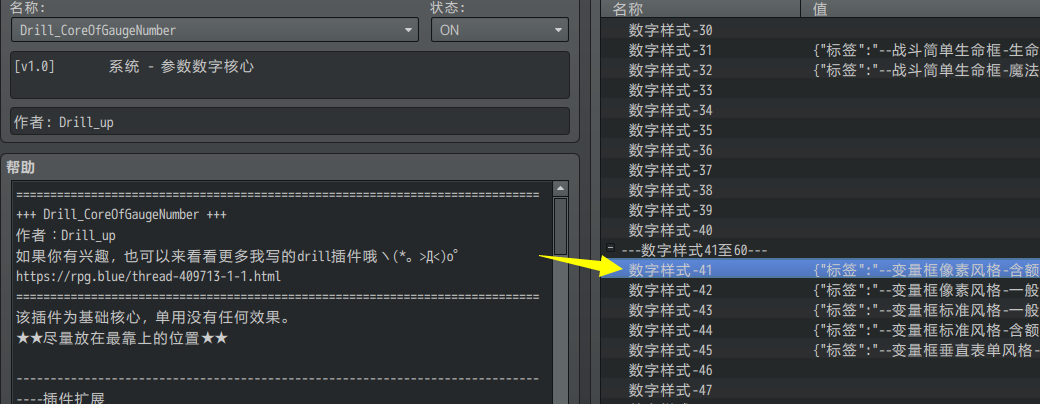 名称:
Drill_CoreOfGaugeNumber
状态:
ON
[v1.0]      系统 - 参数数字核心
作者: Drill_up
帮助
=============================================================================
+++ Drill_CoreOfGaugeNumber +++
作者：Drill_up
如果你有兴趣，也可以来看看更多我写的drill插件哦ヽ(*。>Д<)o゜
https://rpg.blue/thread-409713-1-1.html
=============================================================================
该插件为基础核心，单用没有任何效果。
★★尽量放在最靠上的位置★★
-----------------------------------------------------------------------------
----插件扩展
名称 值
数字样式-30
数字样式-31 {"标签":"--战斗简单生命框-生命
数字样式-32 {"标签":"--战斗简单生命框-魔法
数字样式-33
数字样式-34
数字样式-35
数字样式-36
数字样式-37
数字样式-38
数字样式-39
数字样式-40
---数字样式41至60---
数字样式-41 {"标签":"--变量框像素风格-含额
数字样式-42 {"标签":"--变量框像素风格-一般
数字样式-43 {"标签":"--变量框标准风格-一般
数字样式-44 {"标签":"--变量框标准风格-含额
数字样式-45 {"标签":"--变量框垂直表单风格-
数字样式-46
数字样式-47